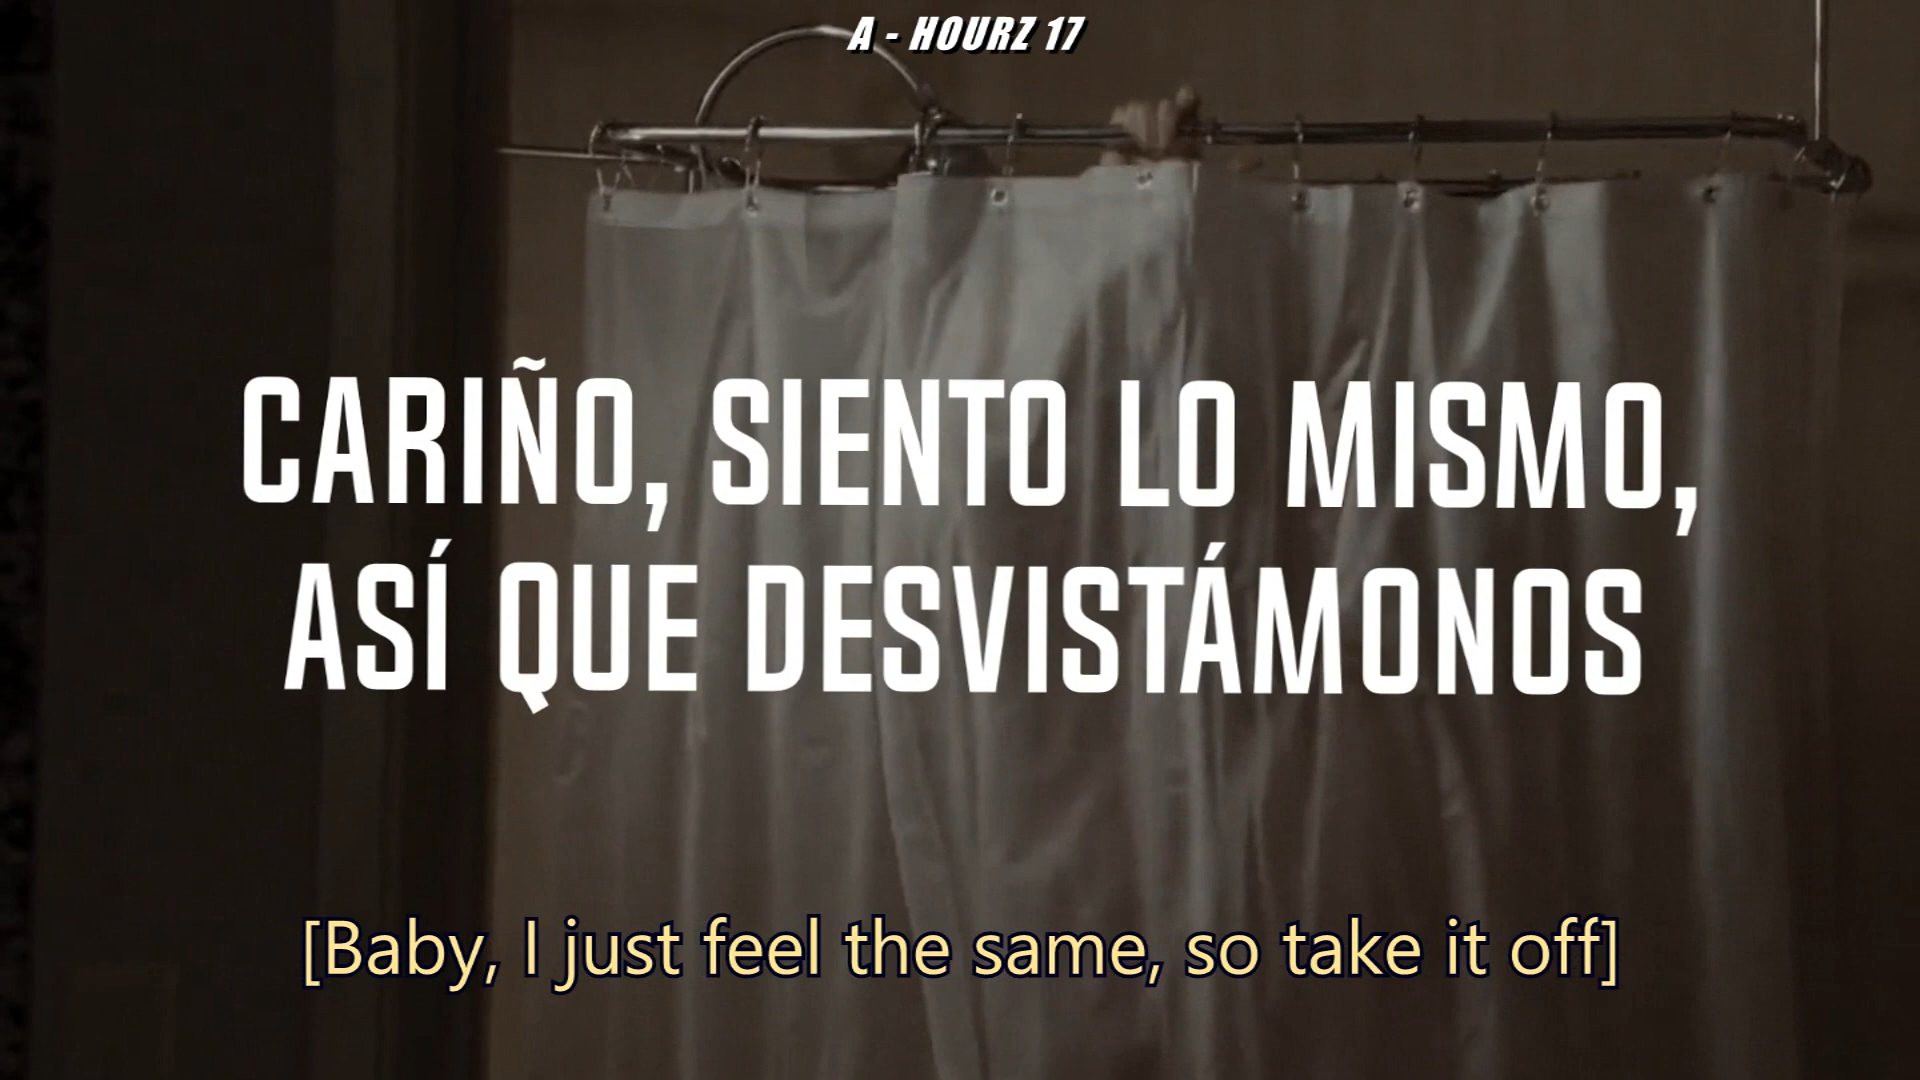 A - HOURZ 17
CARIÑO, SIENTO LO MISMO,
ASÍ QUE DESVISTÁMONOS
[Baby, I just feel the same, so take it off]